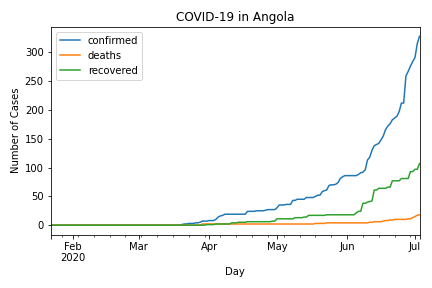 COVID-19 in Angola
confirmed
deaths
recovered
Number of Cases
300
250
200
150
100
50
0
Feb
2020
Mar
Apr
May
Jun
Jul
Day